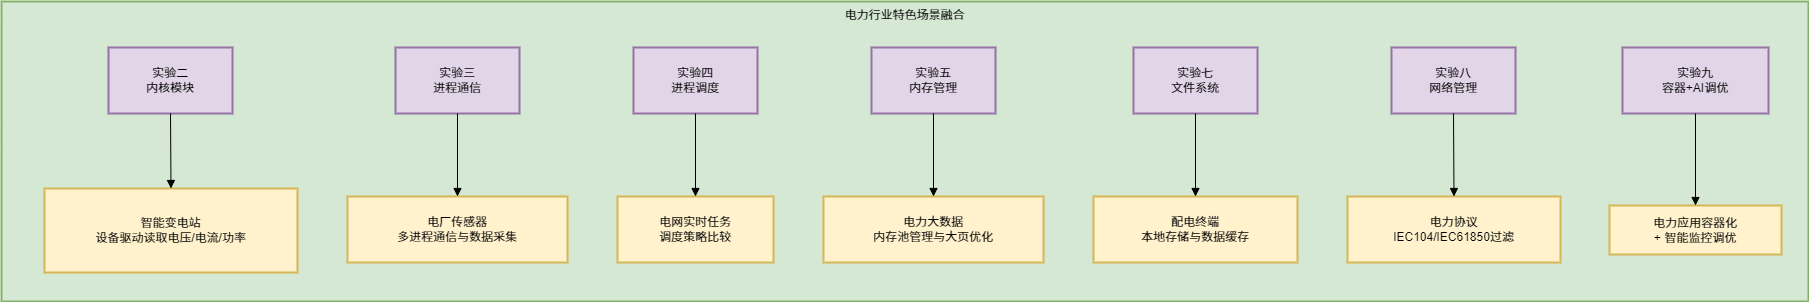 电力行业特色场景融合
实验二
内核模块
实验三
进程通信
实验四
进程调度
实验五
内存管理
实验七
文件系统
实验八
网络管理
实验九
容器+AI调优
智能变电站
设备驱动读取电压/电流/功率
电厂传感器
多进程通信与数据采集
电网实时任务
调度策略比较
电力大数据
内存池管理与大页优化
配电终端
本地存储与数据缓存
电力协议
IEC104/IEC61850过滤
电力应用容器化
+ 智能监控调优